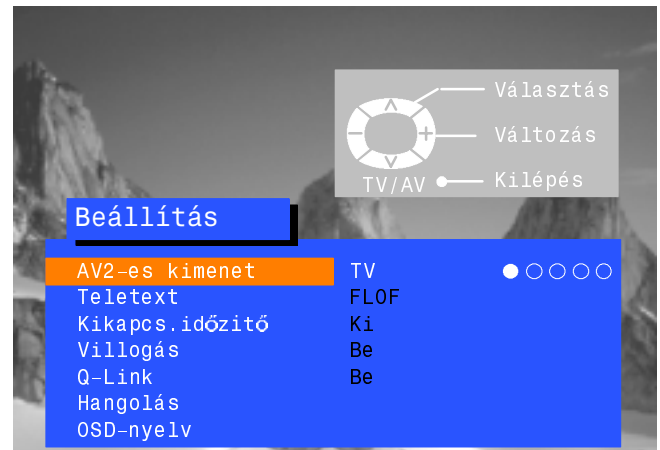 Választás
Változás
TV/AV Kilépés
Beállítás
AV2-es kimenet TV
Teletext FLOF
Kikapcs.időzitő Ki
Villogás Be
Q-Link Be
Hangolás
OSD-nyelv